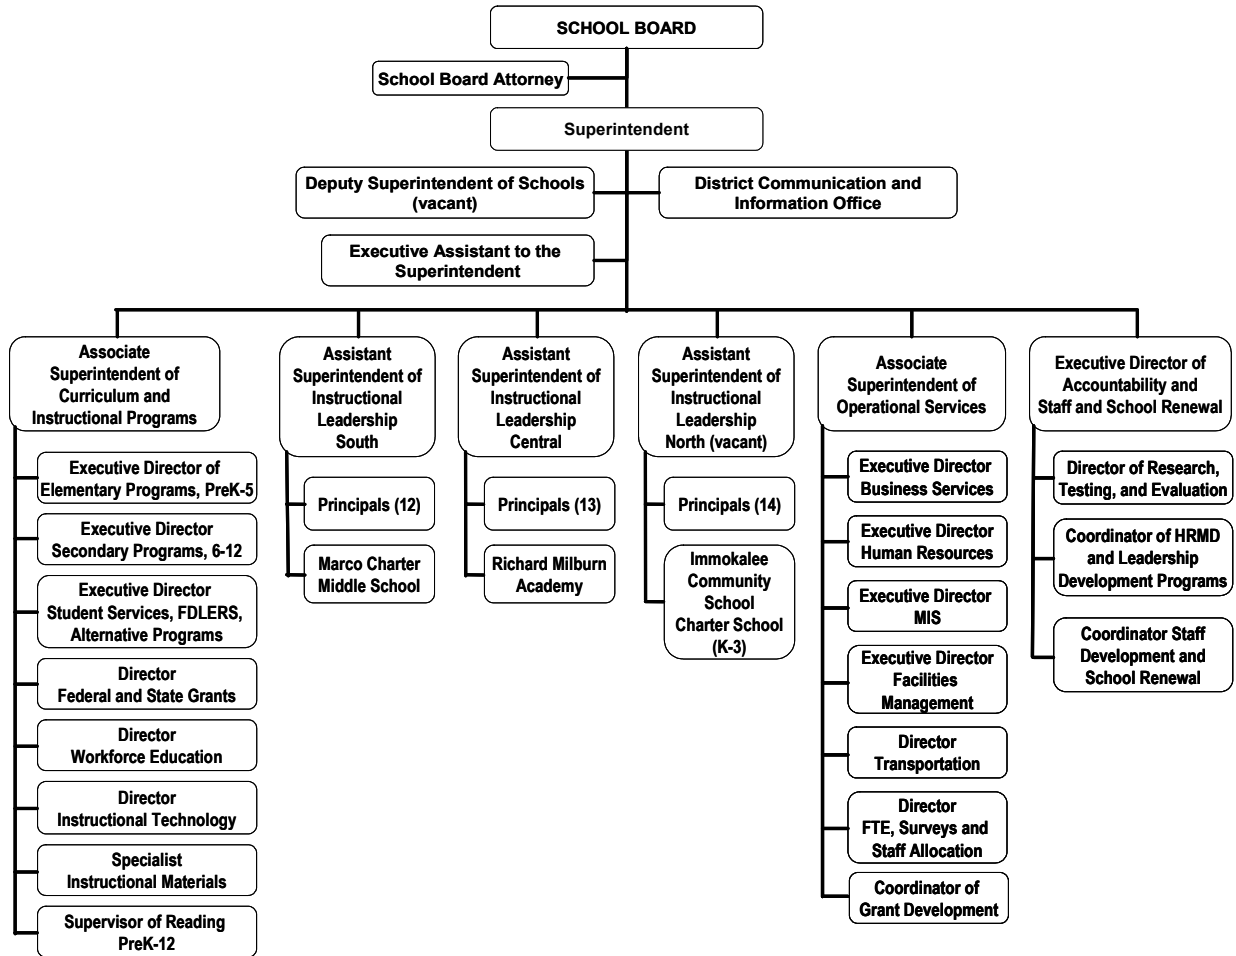 SCHOOL BOARD
School Board Attorney
Superintendent
Deputy Superintendent of Schools
(vacant)
District Communication and
Information Office
Executive Assistant to the
Superintendent
Associate
Superintendent of
Curriculum and
Instructional Programs
Executive Director of
Elementary Programs, PreK-5
Executive Director
Secondary Programs, 6-12
Executive Director
Student Services, FDLERS,
Alternative Programs
Director
Federal and State Grants
Director
Workforce Education
Director
Instructional Technology
Specialist
Instructional Materials
Supervisor of Reading
PreK-12
Assistant
Superintendent of
Instructional
Leadership
South
Principals (12)
Marco Charter
Middle School
Assistant
Superintendent of
Instructional
Leadership
Central
Principals (13)
Richard Milburn
Academy
Assistant
Superintendent of
Instructional
Leadership
North (vacant)
Principals (14)
Immokalee
Community
School
Charter School
(K-3)
Associate
Superintendent of
Operational Services
Executive Director
Business Services
Executive Director
Human Resources
Executive Director
MIS
Executive Director
Facilities
Management
Director
Transportation
Director
FTE, Surveys and
Staff Allocation
Coordinator of
Grant Development
Executive Director of
Accountability and
Staff and School Renewal
Director of Research,
Testing, and Evaluation
Coordinator of HRMD
and Leadership
Development Programs
Coordinator Staff
Development and
School Renewal